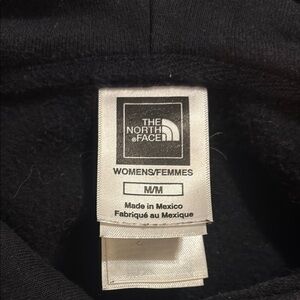 THE
NORTH
FACE
WOMENS/FEMMES
M/M
Made in Mexico
Fabriqué au Mexique